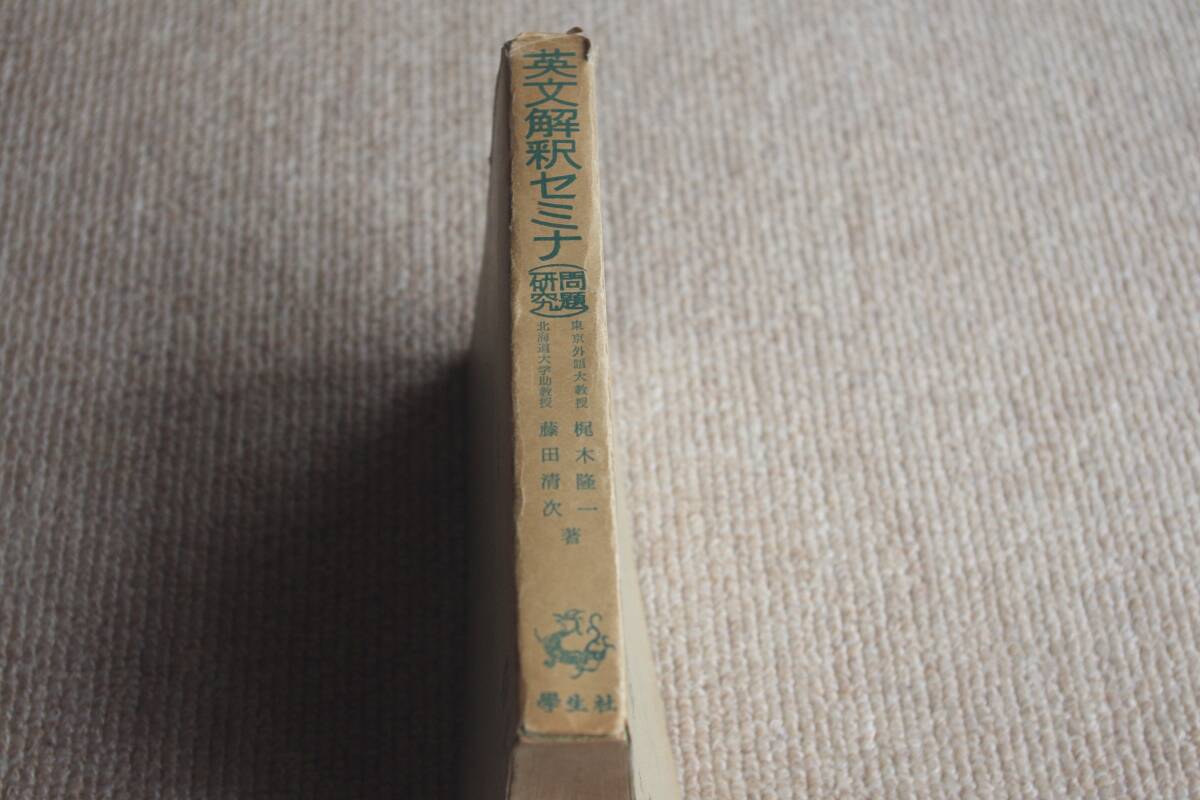 英文解釈セミナ
(問題研究)
東京外語大教授 梶木隆一
北海道大学助教授 藤田清次
著
學生社